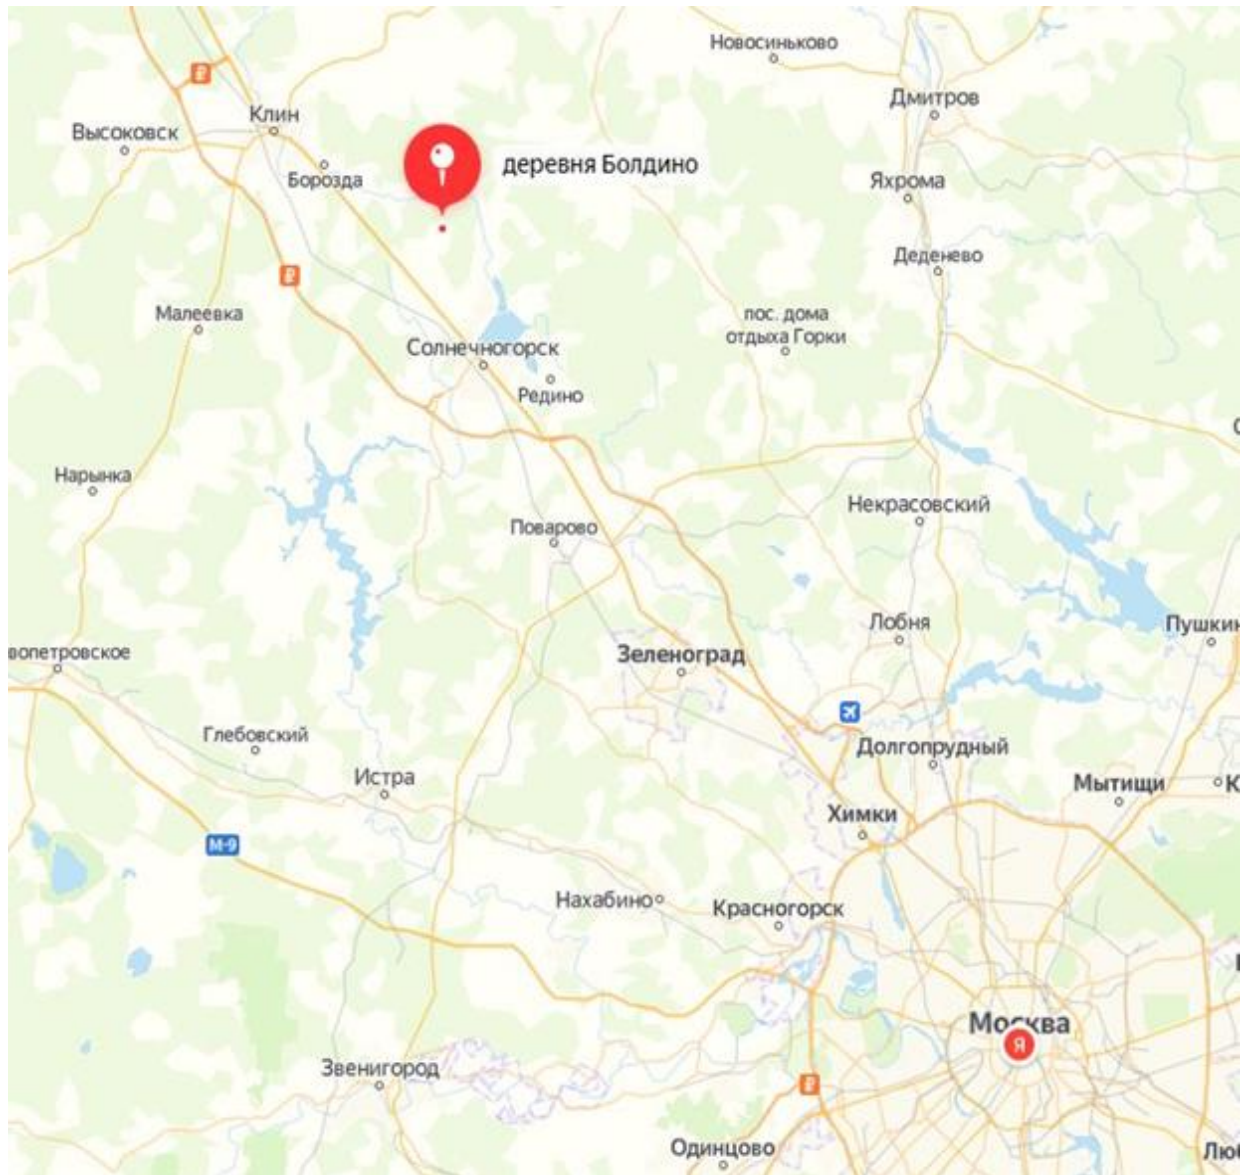 Новосиньково
Дмитров
Клин
Высоковск
деревня Болдино
Борозда
Яхрома
Деденево
Малеевка
пос. дома
отдыха Горки
Солнечногорск
Редино
Нарынка
Некрасовский
Поварово
Лобня
Пушкин
вопетровское
Зеленоград
Глебовский
Долгопрудный
Истра
Мытищи
К
Химки
М-9
Нахабино
Красногорск
Москва
Я
Звенигород
Одинцово
Лю